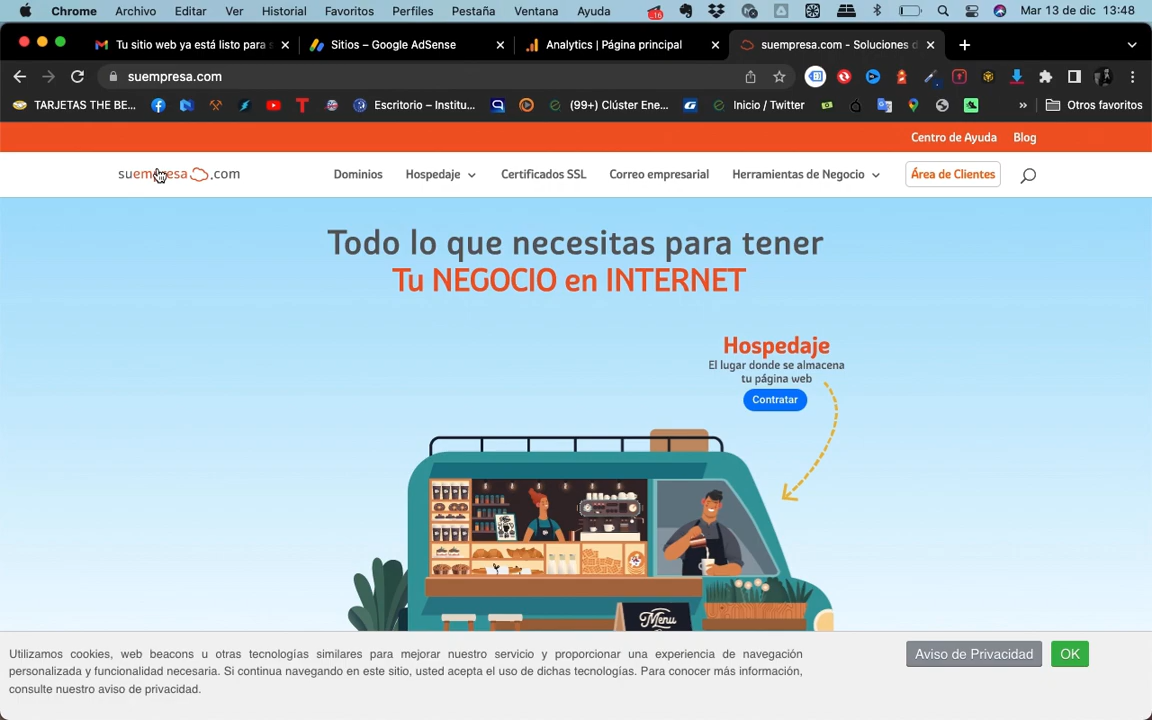 Chrome Archivo Editar Ver Historial Favoritos Perfiles Pestaña Ventana Ayuda 16 Mar 13 de dic 13:48
Tu sitio web ya está listo para s Sitios – Google AdSense Analytics | Página principal suempresa.com - Soluciones d
suempresa.com
TARJETAS THE BE... Escritorio – Institu... (99+) Clúster Ene... Inicio / Twitter » Otros favoritos
Centro de Ayuda Blog
suempresa.com Dominios Hospedaje Certificados SSL Correo empresarial Herramientas de Negocio Área de Clientes
Todo lo que necesitas para tener
Tu NEGOCIO en INTERNET
Hospedaje
El lugar donde se almacena
tu página web
Contratar
Menu
Utilizamos cookies, web beacons u otras tecnologías similares para mejorar nuestro servicio y proporcionar una experiencia de navegación
personalizada y funcionalidad necesaria. Si continua navegando en este sitio, usted acepta el uso de dichas tecnologías. Para conocer más información,
consulte nuestro aviso de privacidad.
Aviso de Privacidad OK